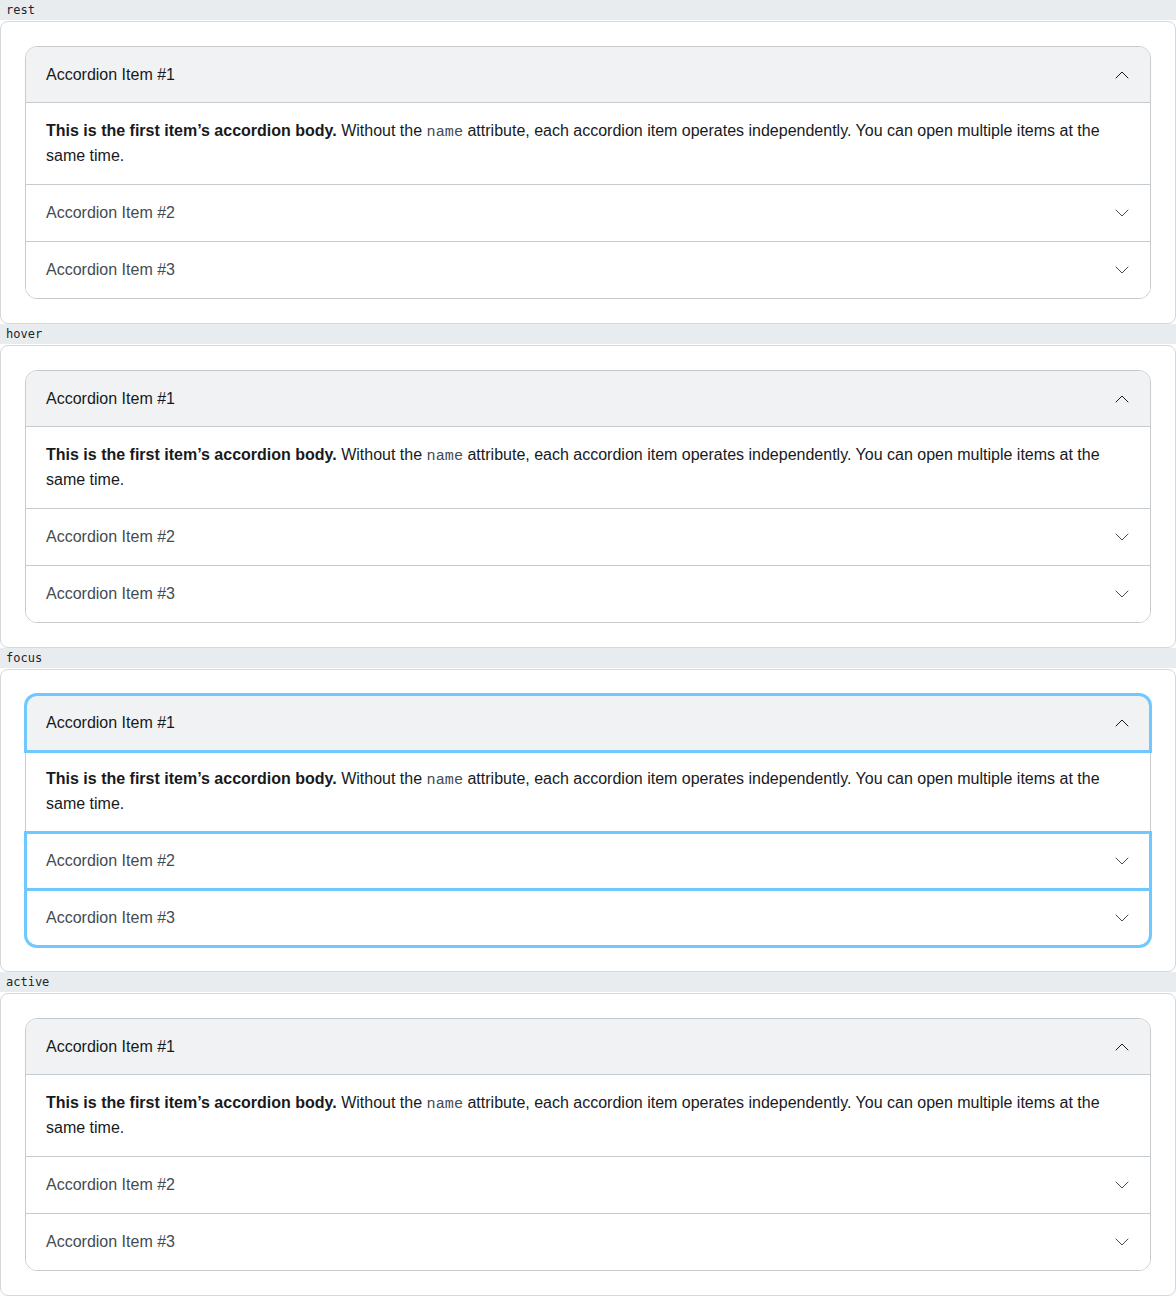 rest
Accordion Item #1
This is the first item’s accordion body. Without the name attribute, each accordion item operates independently. You can open multiple items at the
same time.
Accordion Item #2
Accordion Item #3
hover
Accordion Item #1
This is the first item’s accordion body. Without the name attribute, each accordion item operates independently. You can open multiple items at the
same time.
Accordion Item #2
Accordion Item #3
focus
Accordion Item #1
This is the first item’s accordion body. Without the name attribute, each accordion item operates independently. You can open multiple items at the
same time.
Accordion Item #2
Accordion Item #3
active
Accordion Item #1
This is the first item’s accordion body. Without the name attribute, each accordion item operates independently. You can open multiple items at the
same time.
Accordion Item #2
Accordion Item #3